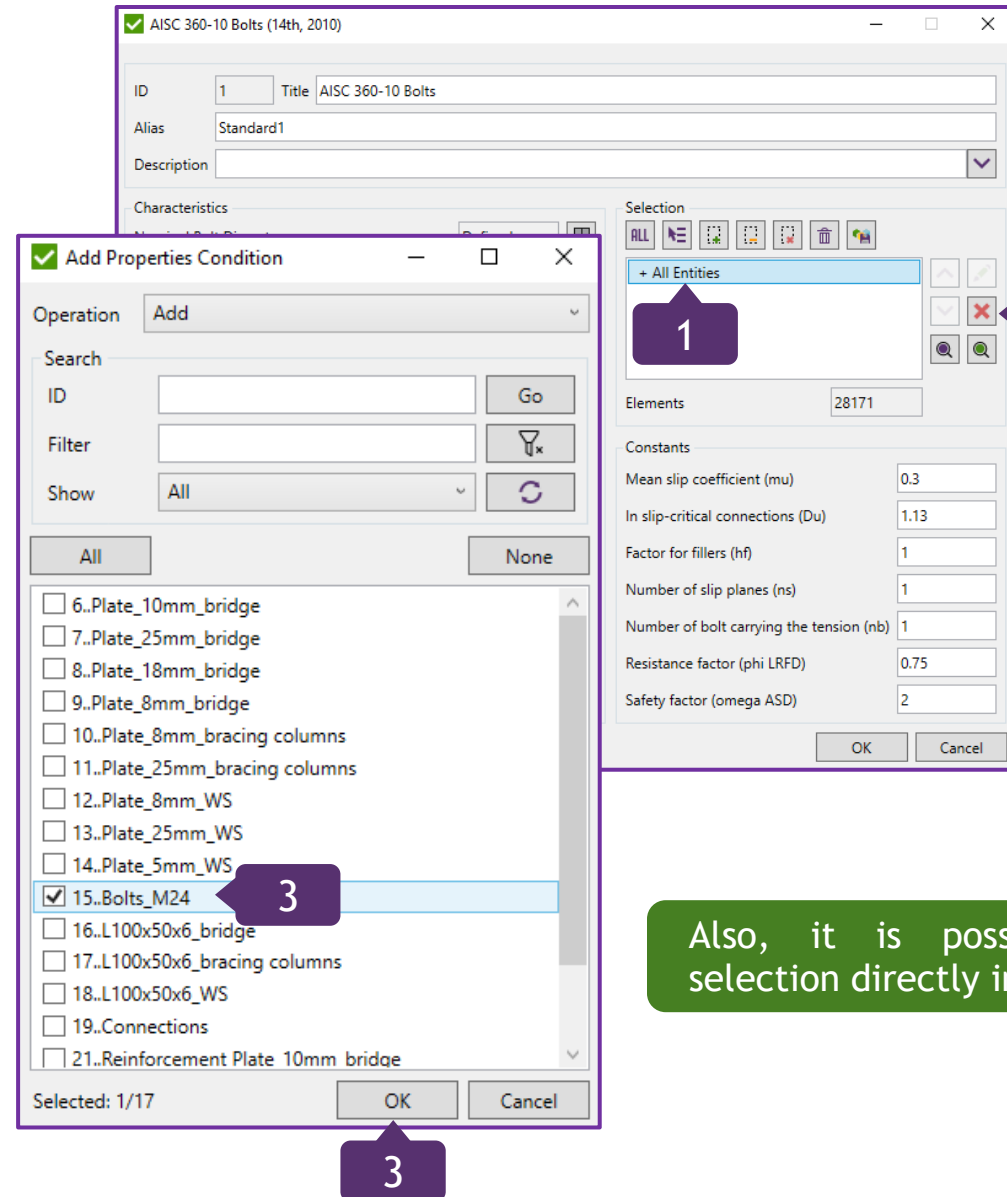 AISC 360-10 Bolts (14th, 2010)
ID 1 Title AISC 360-10 Bolts
Alias Standard1
Description
Characteristics
Selection
ALL
+ All Entities
1
Elements 28171
Constants
Mean slip coefficient (mu) 0.3
In slip-critical connections (Du) 1.13
Factor for fillers (hf) 1
Number of slip planes (ns) 1
Number of bolt carrying the tension (nb) 1
Resistance factor (phi LRFD) 0.75
Safety factor (omega ASD) 2
OK Cancel
Add Properties Condition
Operation Add
Search
ID Go
Filter
Show All
All None
6..Plate_10mm_bridge
7..Plate_25mm_bridge
8..Plate_18mm_bridge
9..Plate_8mm_bridge
10..Plate_8mm_bracing columns
11..Plate_25mm_bracing columns
12..Plate_8mm_WS
13..Plate_25mm_WS
14..Plate_5mm_WS
15..Bolts_M24
3
16..L100x50x6_bridge
17..L100x50x6_bracing columns
18..L100x50x6_WS
19..Connections
21..Reinforcement Plate_10mm_bridge
Selected: 1/17 OK Cancel
3
Also, it is poss
selection directly i